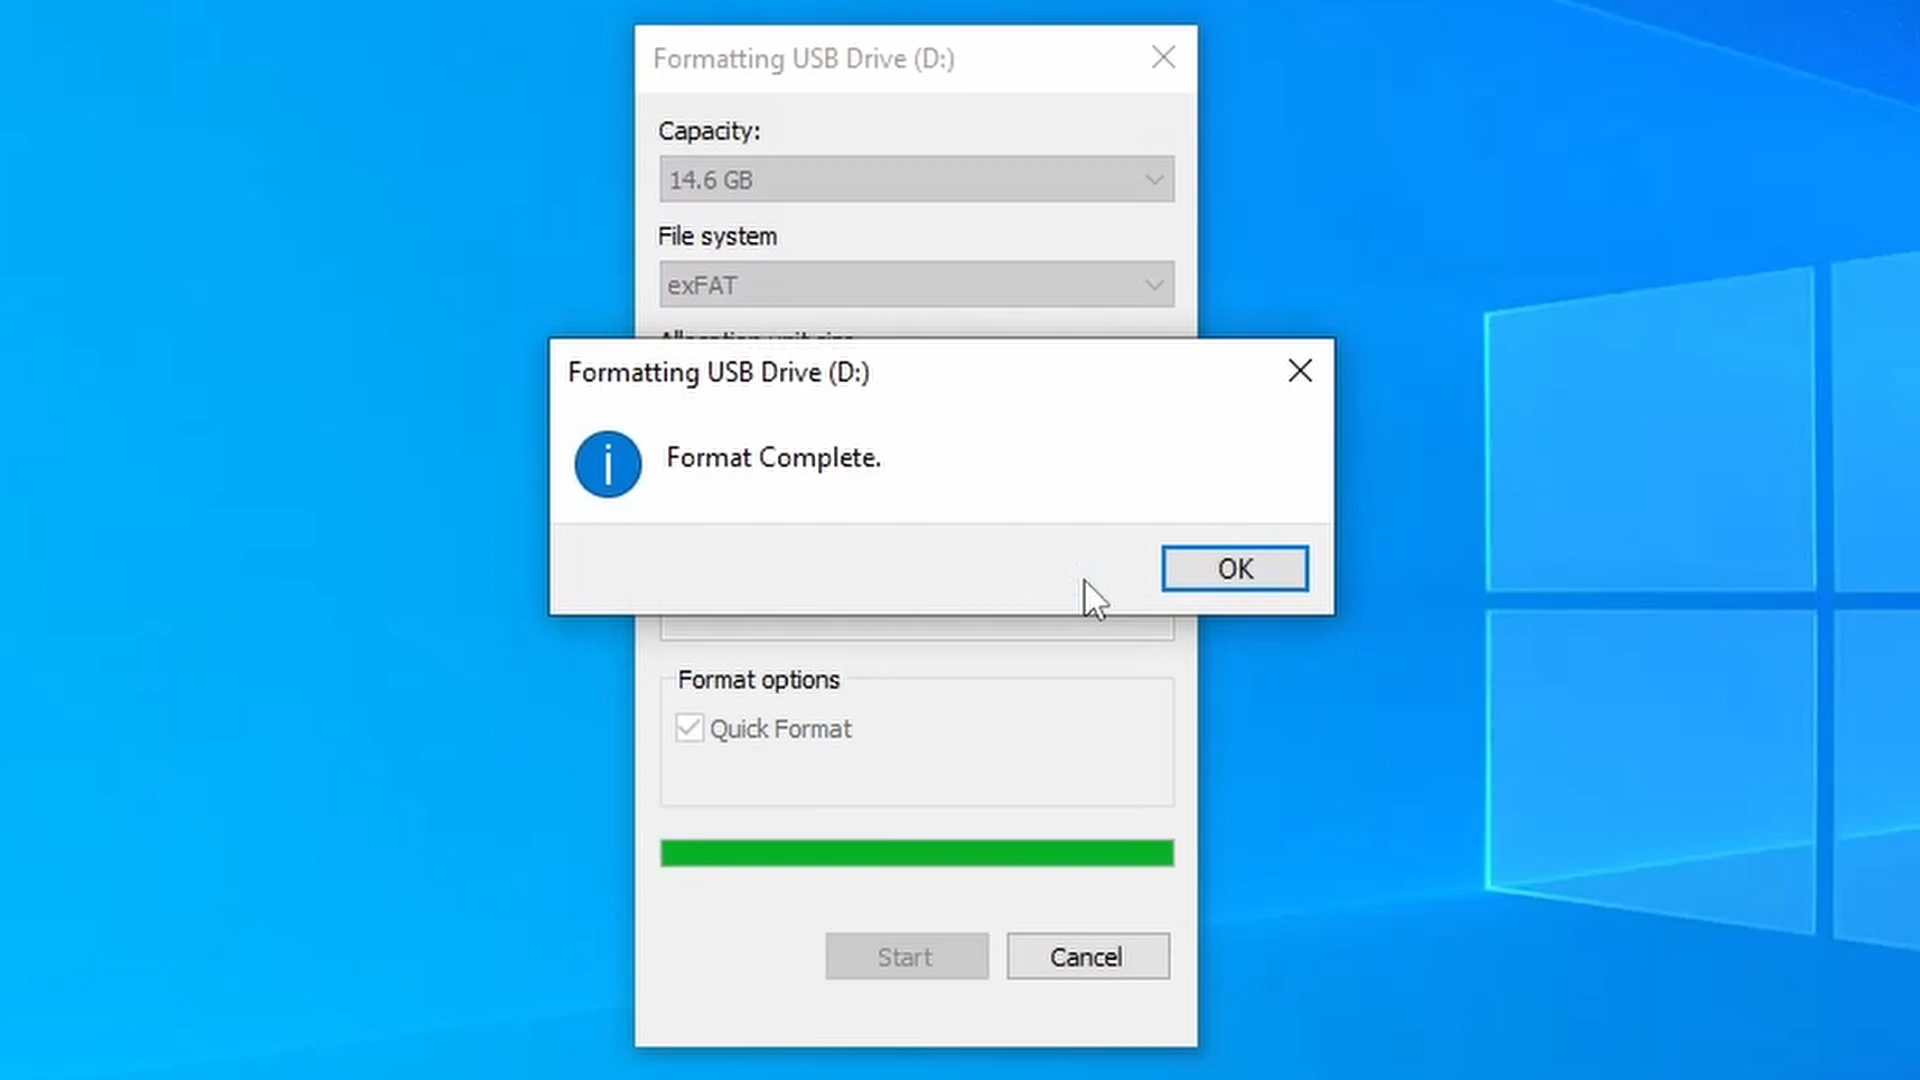 Formatting USB Drive (D:)
Capacity:
14.6 GB
File system
exFAT
Formatting USB Drive (D:)
Format Complete.
OK
Format options
Quick Format
Start
Cancel